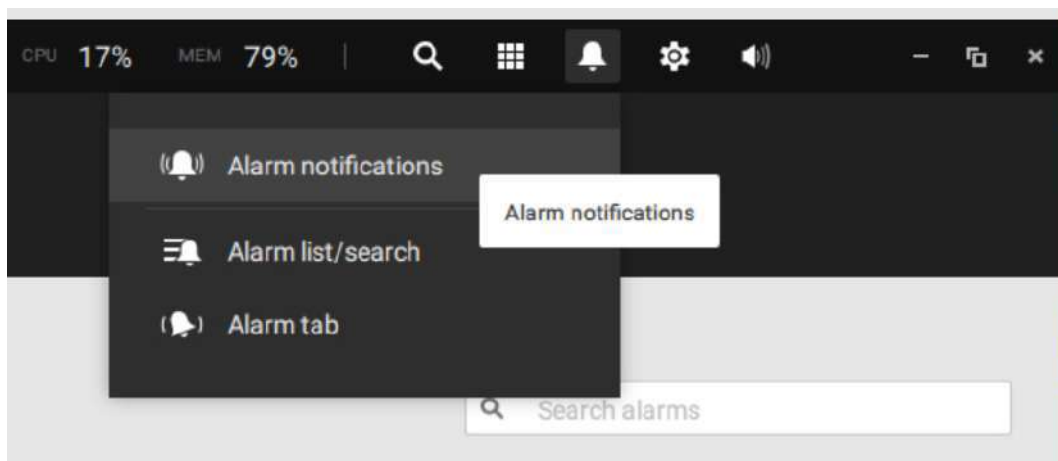 CPU 17% MEM 79%
Alarm notifications
Alarm notifications
Alarm list/search
Alarm tab
Search alarms